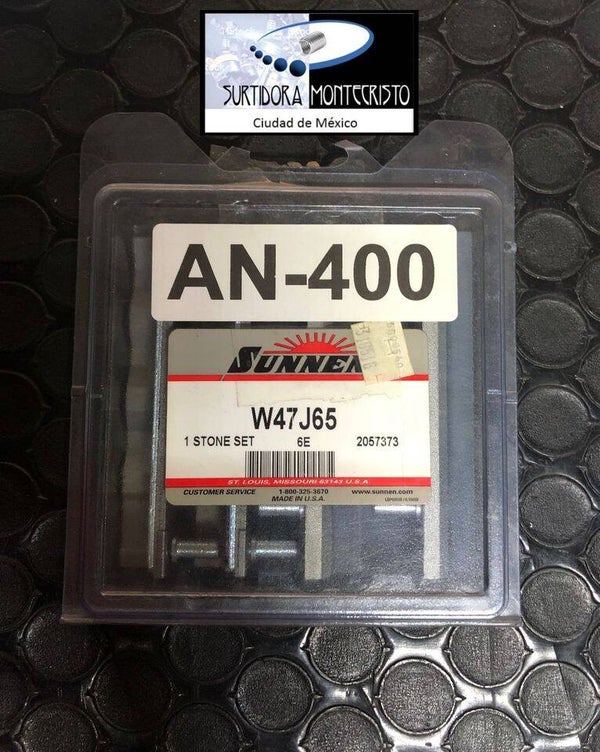 SURTIDORA MONTECRISTO
Ciudad de México
AN-400
SUNNEN
W47J65
1 STONE SET 6E 2057373
ST. LOUIS, MISSOURI 63143 U.S.A.
CUSTOMER SERVICE 1-800-325-3670 www.sunnen.com
MADE IN U.S.A.